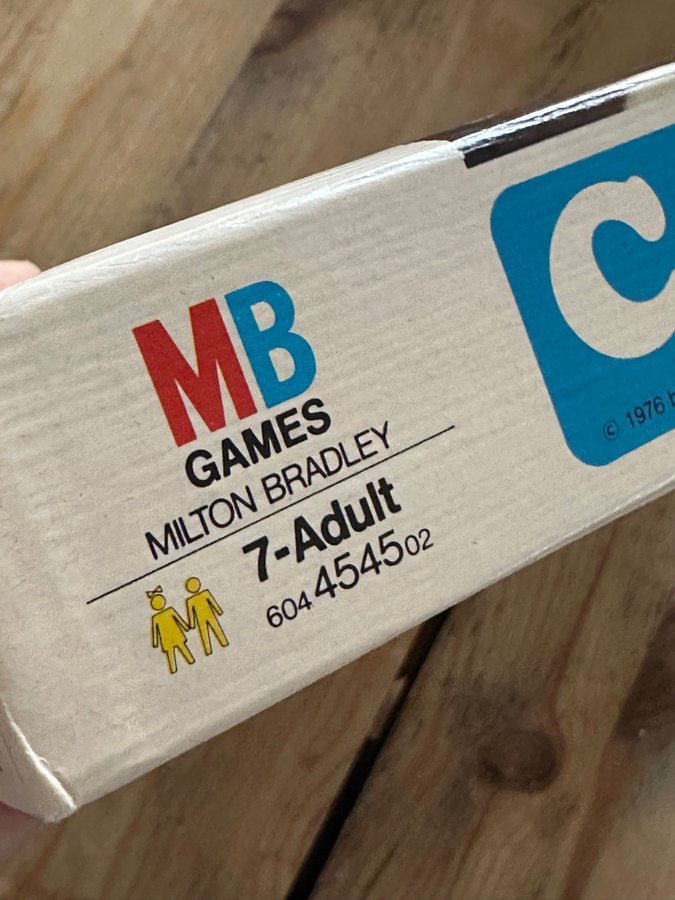 MB
GAMES
MILTON BRADLEY
7-Adult
604 4545 02
C
© 1976 b